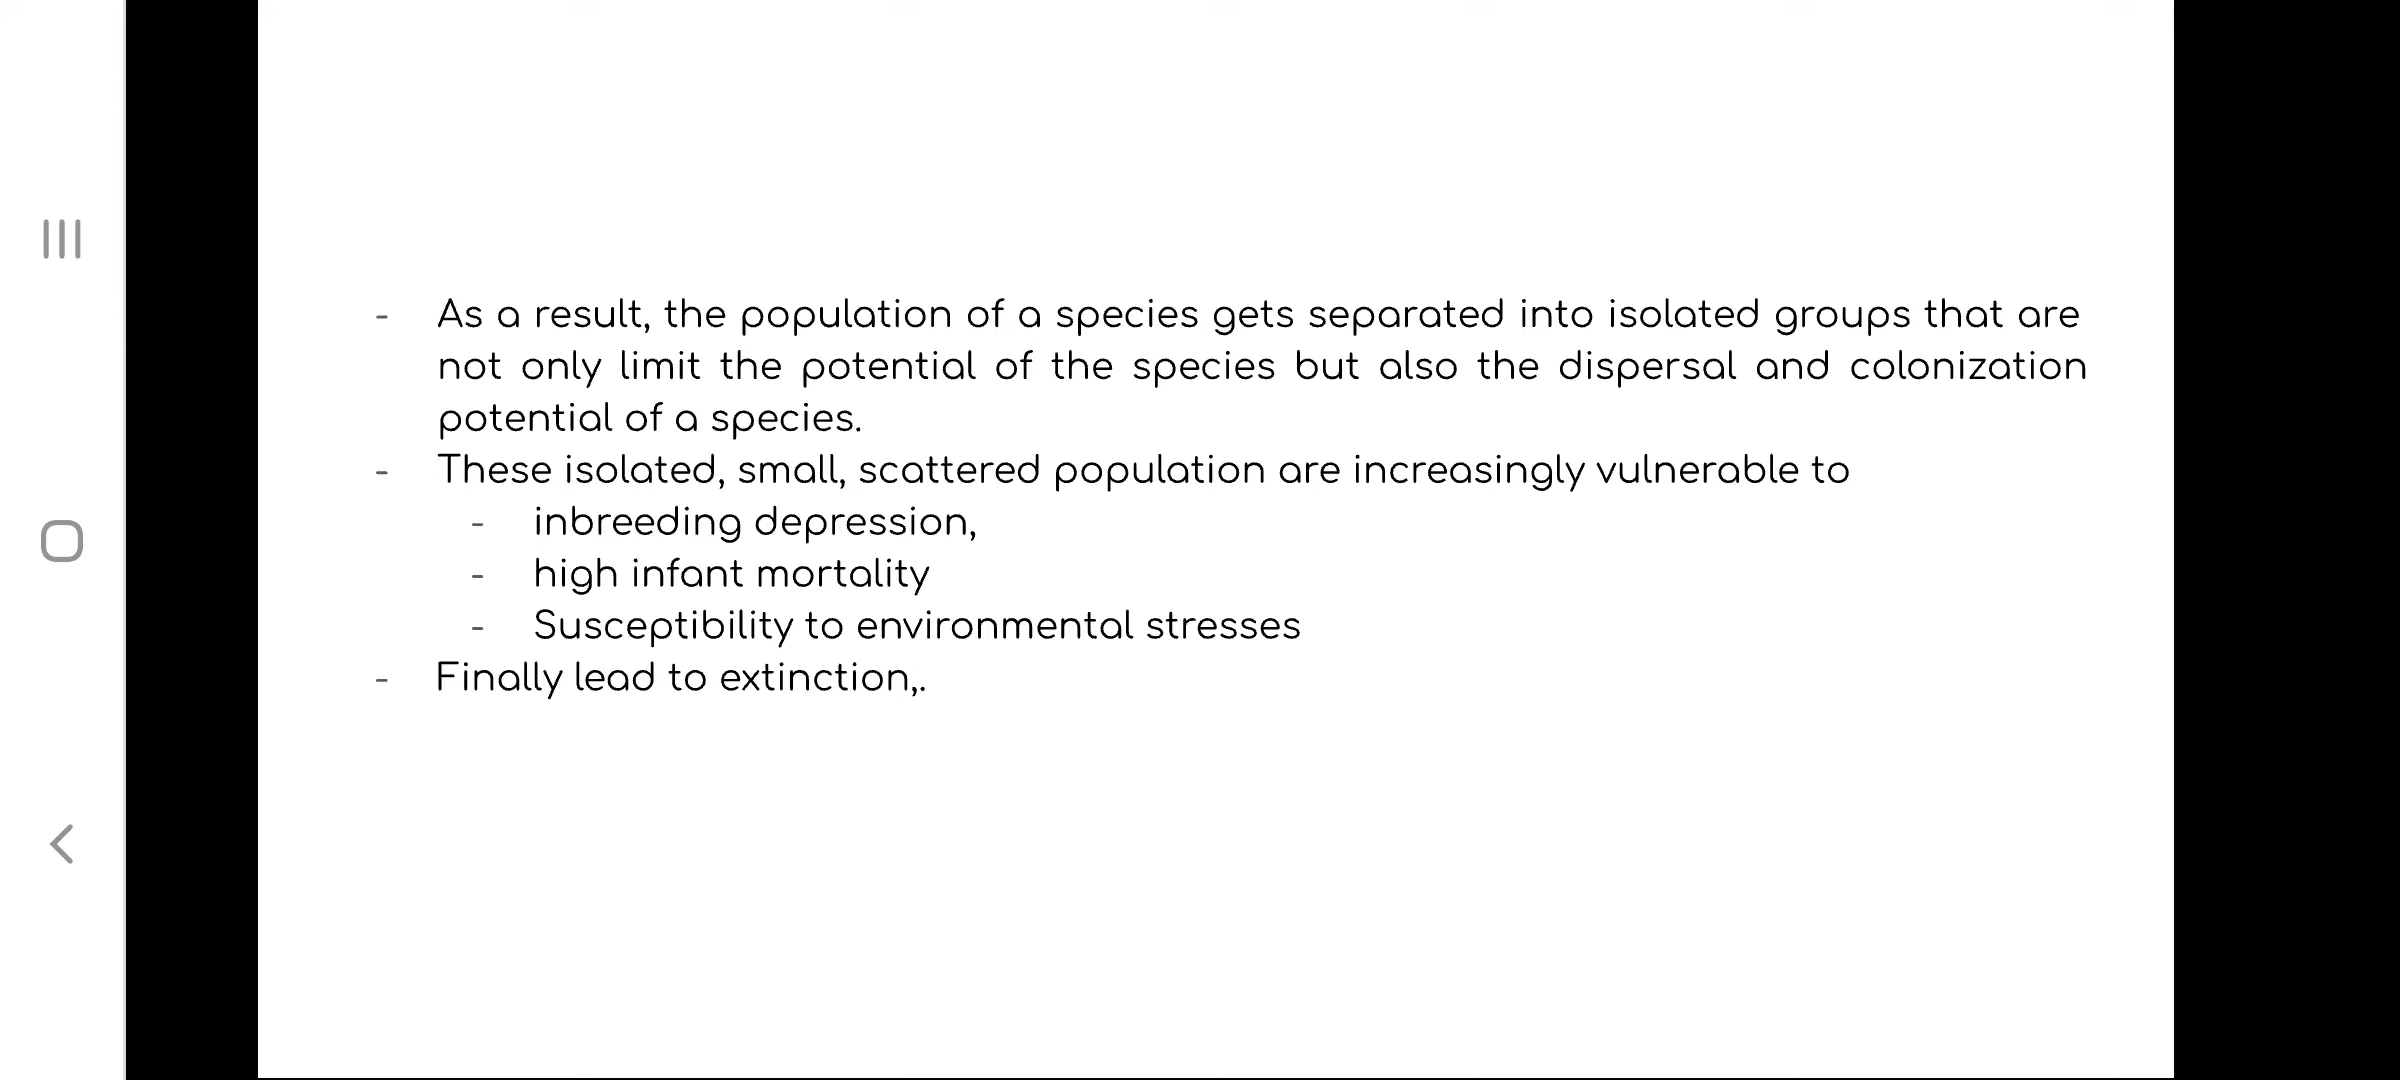 - As a result, the population of a species gets separated into isolated groups that are
not only limit the potential of the species but also the dispersal and colonization
potential of a species.
- These isolated, small, scattered population are increasingly vulnerable to
- inbreeding depression,
- high infant mortality
- Susceptibility to environmental stresses
- Finally lead to extinction,.